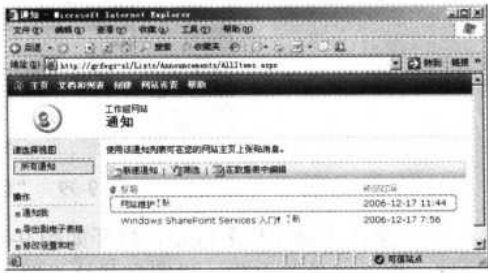 通知 - Microsoft Internet Explorer
文件(F) 编辑(E) 查看(V) 收藏(A) 工具(T) 帮助(H)
后退 搜索 收藏夹
地址(D) 转到 链接 »
主页 文档和列表 创建 网站设置 帮助
工作组网站
通知
请选择视图 使用该通知列表可在您的网站主页上张贴消息。
所有通知 新建通知 | 筛选 | 在数据表中编辑
标题
操作 网站维护 ! 新 2006-12-17 11:44
通知我 Windows SharePoint Services 入门! 新 2006-12-17 7:56
导出到电子表格
修改设置和栏
可信站点